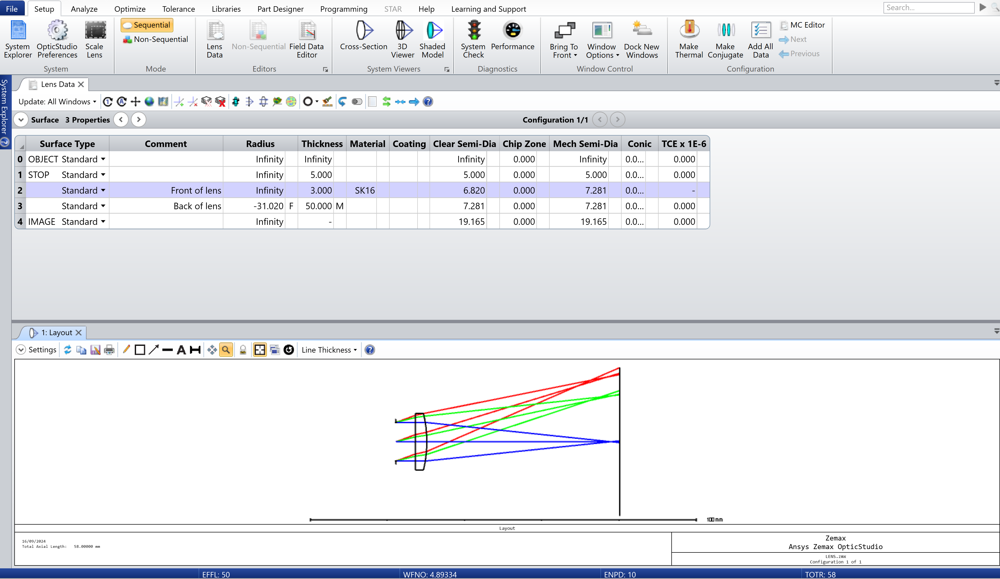 File Setup Analyze Optimize Tolerance Libraries Part Designer Programming STAR Help Learning and Support Search...
System Explorer OpticStudio Preferences Scale Lens
System
Sequential
Non-Sequential
Mode
Lens Data Non-Sequential Field Data Editor
Editors
Cross-Section 3D Viewer Shaded Model
System Viewers
System Check Performance
Diagnostics
Bring To Front Window Options Dock New Windows
Window Control
Make Thermal Make Conjugate Add All Data
MC Editor
Next
Previous
Configuration
System Explorer
Lens Data
Update: All Windows
Surface 3 Properties Configuration 1/1
Surface Type Comment Radius Thickness Material Coating Clear Semi-Dia Chip Zone Mech Semi-Dia Conic TCE x 1E-6
0 OBJECT Standard Infinity Infinity Infinity 0.000 Infinity 0.0... 0.000
1 STOP Standard Infinity 5.000 5.000 0.000 5.000 0.0... 0.000
2 Standard Front of lens Infinity 3.000 SK16 6.820 0.000 7.281 0.0... -
3 Standard Back of lens -31.020 F 50.000 M 7.281 0.000 7.281 0.0... 0.000
4 IMAGE Standard Infinity - 19.165 0.000 19.165 0.0... 0.000
1: Layout
Settings Line Thickness
100 mm
Layout
16/09/2024
Total Axial Length: 58.00000 mm
Zemax
Ansys Zemax OpticStudio
LENS.zmx
Configuration 1 of 1
EFFL: 50 WFNO: 4.89334 ENPD: 10 TOTR: 58